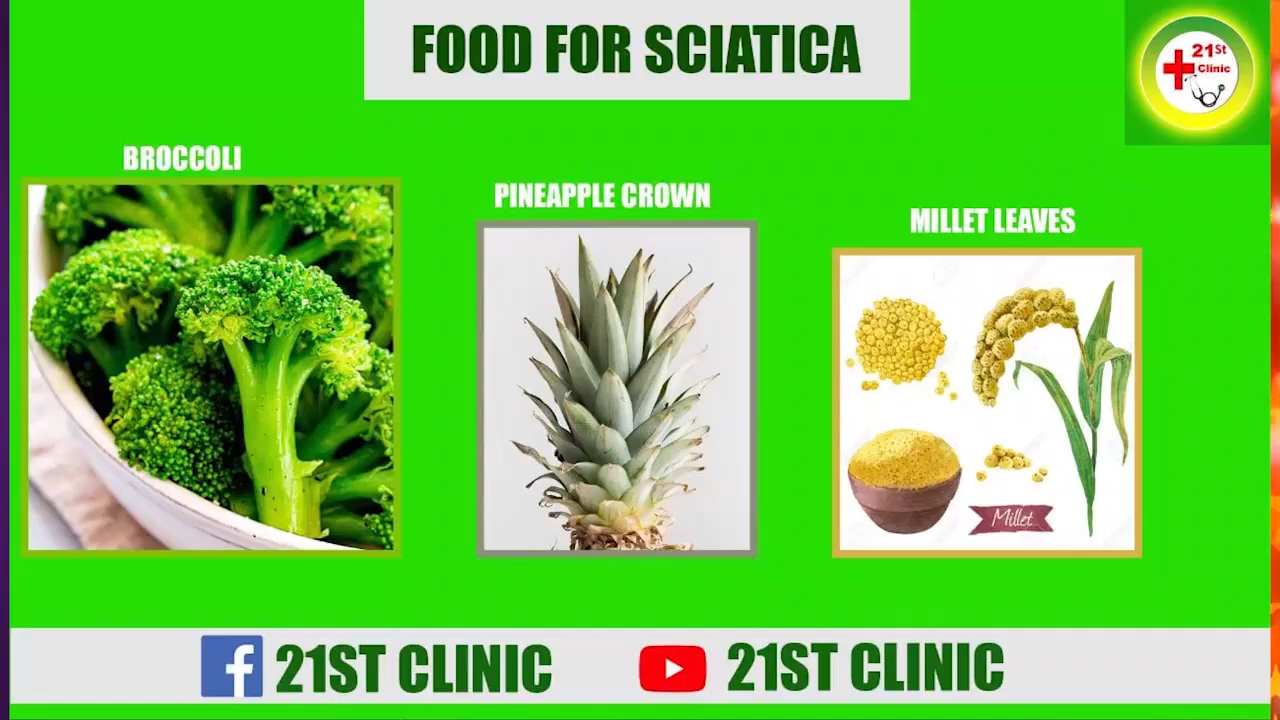 FOOD FOR SCIATICA
21St
Clinic
BROCCOLI
PINEAPPLE CROWN
MILLET LEAVES
Millet
21ST CLINIC
21ST CLINIC